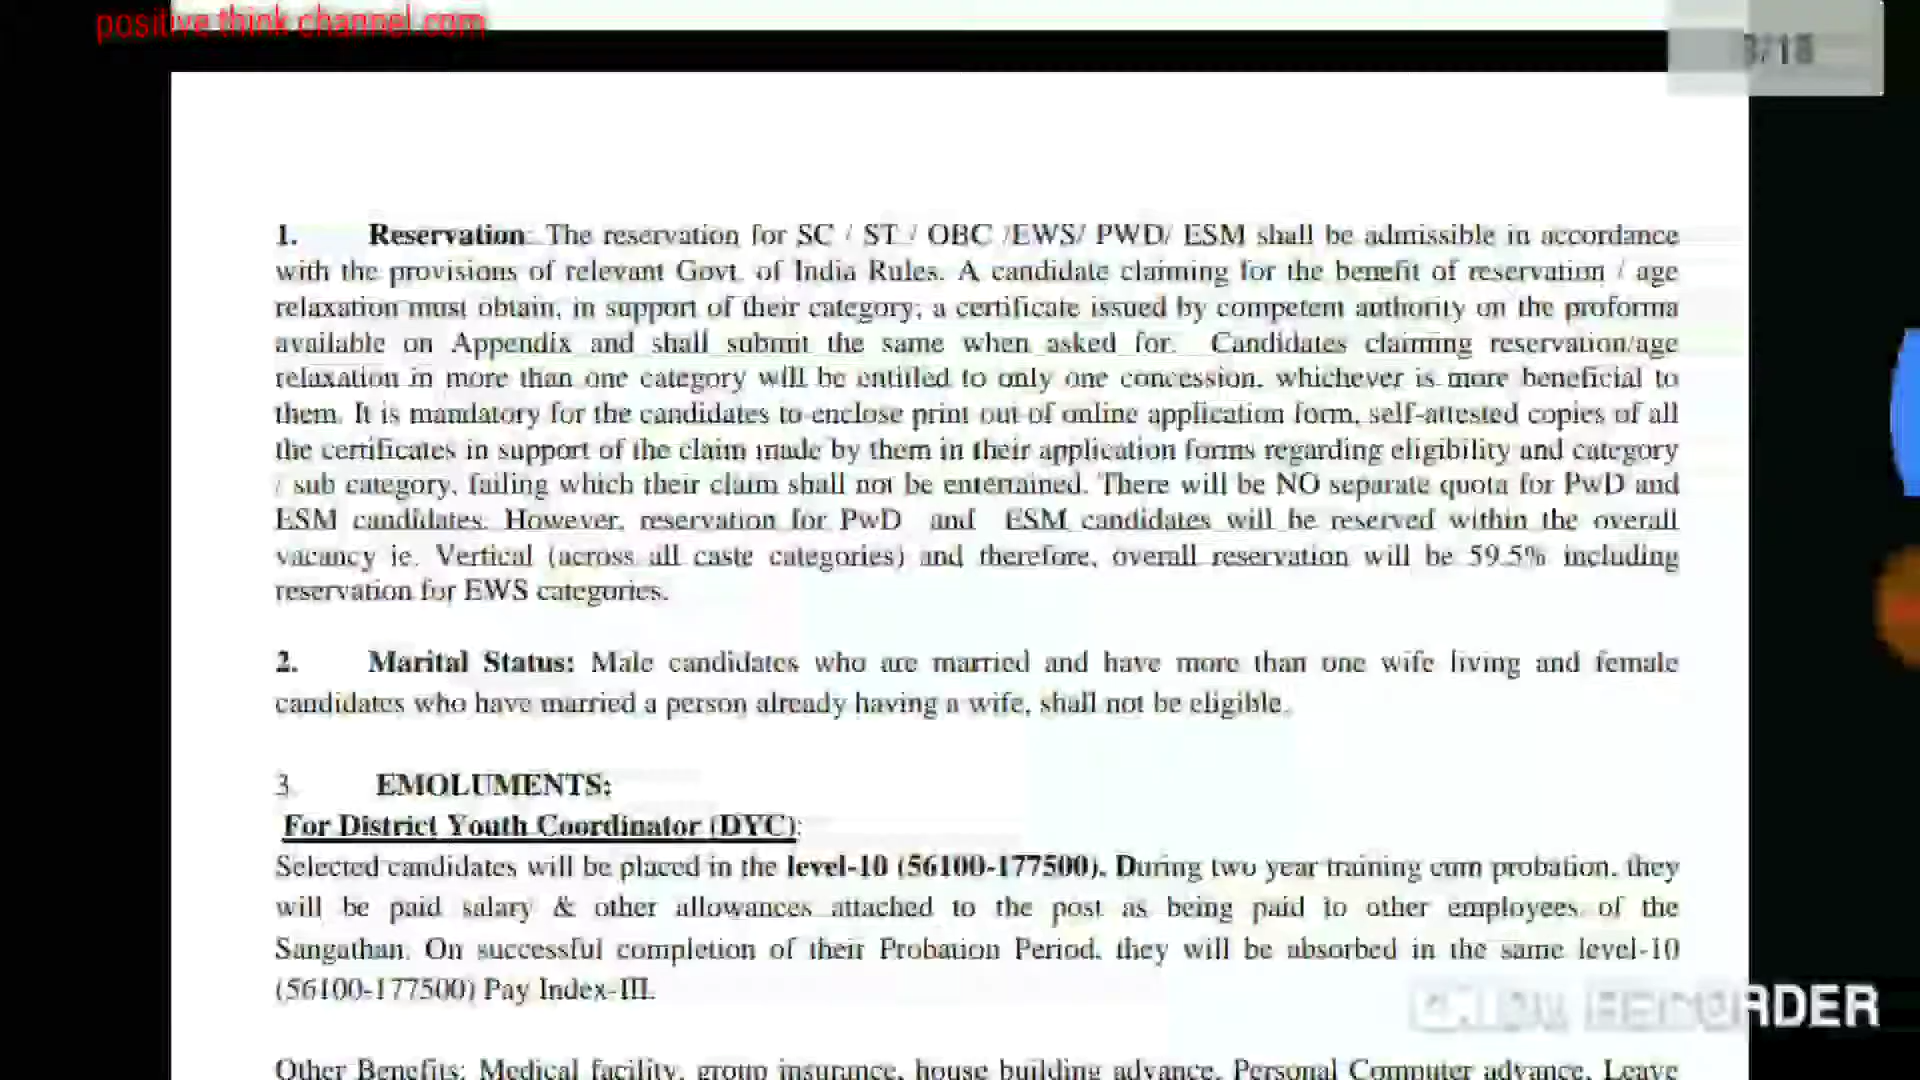 positive think channel.com
3/18
1. Reservation: The reservation for SC / ST / OBC /EWS/ PWD/ ESM shall be admissible in accordance
with the provisions of relevant Govt. of India Rules. A candidate claiming for the benefit of reservation / age
relaxation must obtain, in support of their category; a certificate issued by competent authority on the proforma
available on Appendix and shall submit the same when asked for. Candidates claiming reservation/age
relaxation in more than one category will be entitled to only one concession, whichever is more beneficial to
them. It is mandatory for the candidates to enclose print out of online application form, self-attested copies of all
the certificates in support of the claim made by them in their application forms regarding eligibility and category
/ sub category, failing which their claim shall not be entertained. There will be NO separate quota for PwD and
ESM candidates. However, reservation for PwD and ESM candidates will be reserved within the overall
vacancy ie. Vertical (across all caste categories) and therefore, overall reservation will be 59.5% including
reservation for EWS categories.
2. Marital Status: Male candidates who are married and have more than one wife living and female
candidates who have married a person already having a wife, shall not be eligible.
3. EMOLUMENTS:
For District Youth Coordinator (DYC):
Selected candidates will be placed in the level-10 (56100-177500). During two year training cum probation, they
will be paid salary & other allowances attached to the post as being paid to other employees of the
Sangathan. On successful completion of their Probation Period, they will be absorbed in the same level-10
(56100-177500) Pay Index-III.
Other Benefits: Medical facility, group insurance, house building advance, Personal Computer advance, Leave
RECORDER